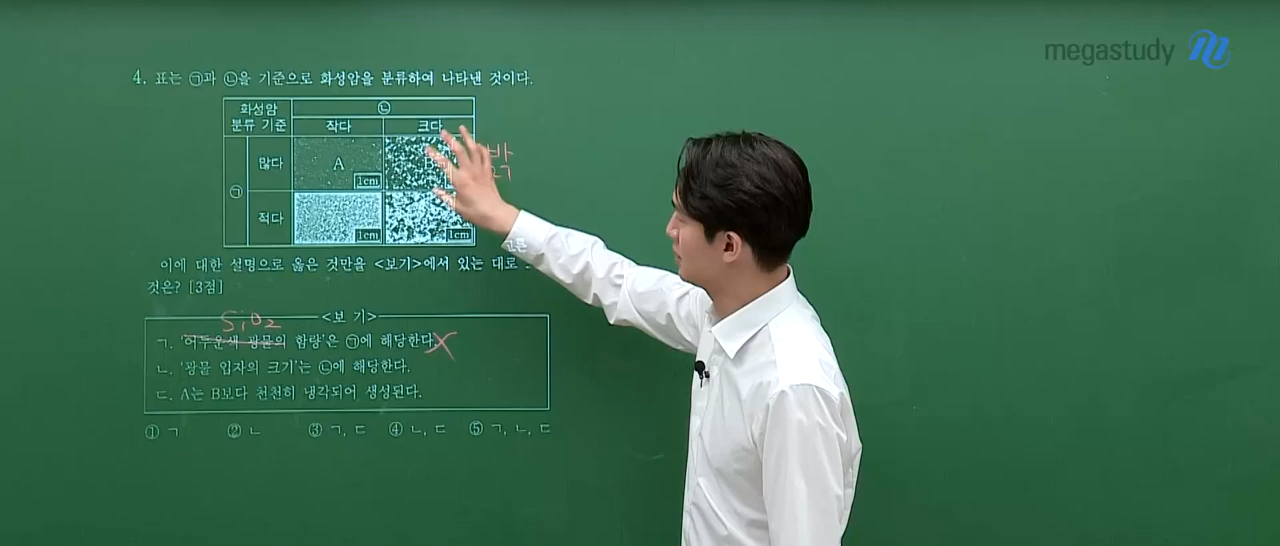 megastudy
4. 표는 ㉠과 ㉡을 기준으로 화성암을 분류하여 나타낸 것이다.
화성암 분류 기준
㉡
작다
크다
㉠
많다
A
1cm
B
밝
적다
1cm
1cm
고른
이에 대한 설명으로 옳은 것만을 <보기>에서 있는 대로
것은? [3점]
<보 기>
SiO2
ㄱ. '어두운색 광물의 함량'은 ㉠에 해당한다. X
ㄴ. '광물 입자의 크기'는 ㉡에 해당한다.
ㄷ. A는 B보다 천천히 냉각되어 생성된다.
① ㄱ ② ㄴ ③ ㄱ, ㄷ ④ ㄴ, ㄷ ⑤ ㄱ, ㄴ, ㄷ